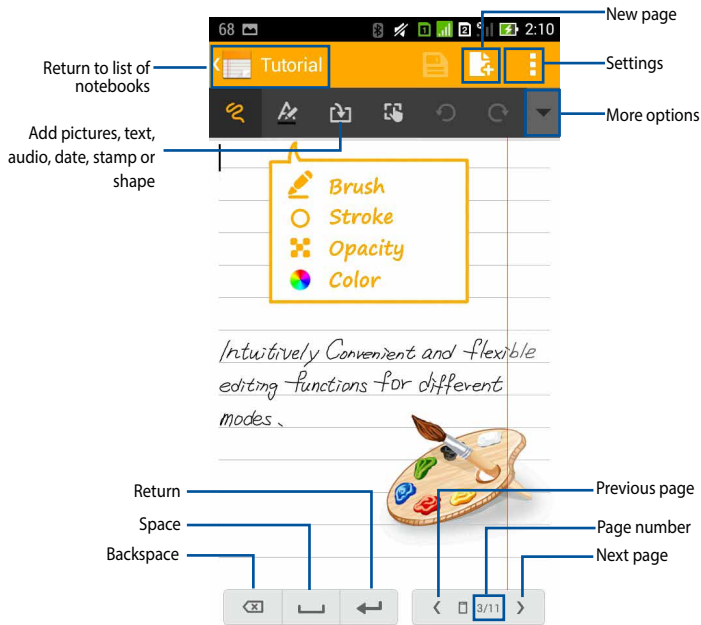 New page
68 2:10
Return to list of
notebooks
Tutorial
Settings
More options
Add pictures, text,
audio, date, stamp or
shape
Brush
Stroke
Opacity
Color
Intuitively Convenient and flexible
editing functions for different
modes、
Return
Space
Backspace
Previous page
Page number
Next page
3/11